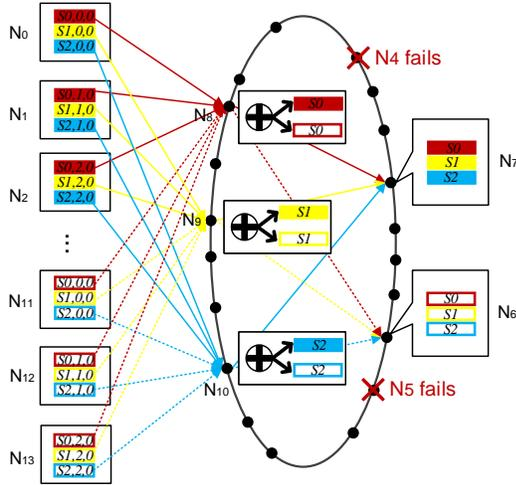 N0
S0,0,0
S1,0,0
S2,0,0
N1
S0,1,0
S1,1,0
S2,1,0
N2
S0,2,0
S1,2,0
S2,2,0
...
N11
S0,0,0
S1,0,0
S2,0,0
N12
S0,1,0
S1,1,0
S2,1,0
N13
S0,2,0
S1,2,0
S2,2,0
N8
S0
S0
N9
S1
S1
N10
S2
S2
N4 fails
N7
S0
S1
S2
N6
S0
S1
S2
N5 fails